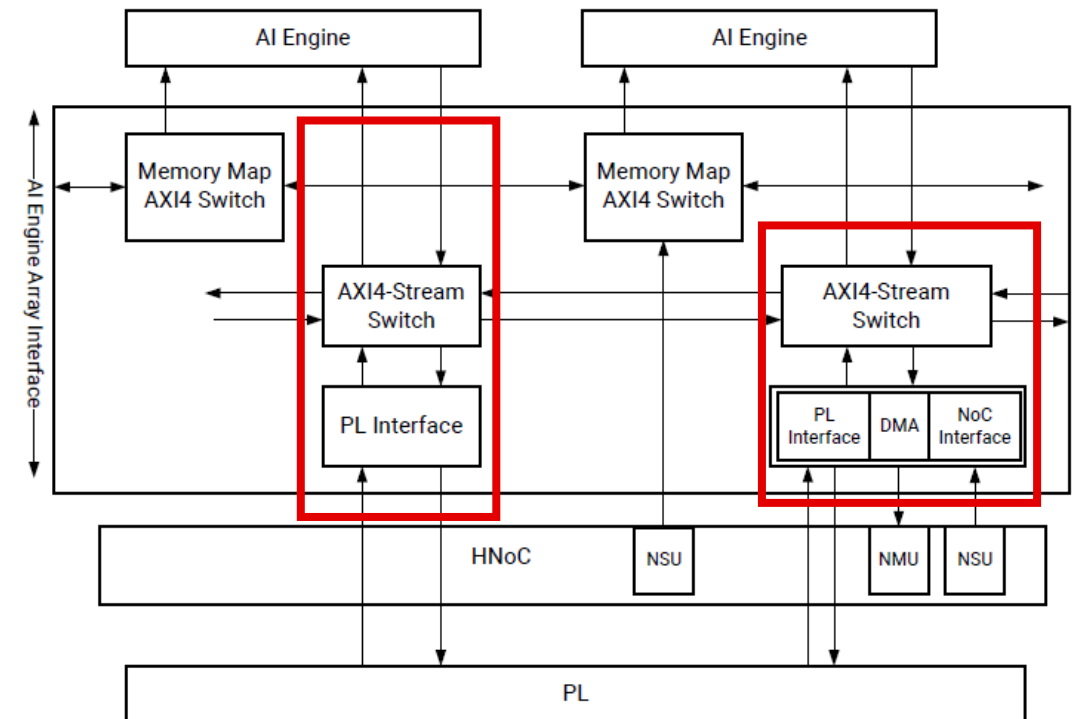 AI Engine
AI Engine
AI Engine Array Interface
Memory Map
AXI4 Switch
Memory Map
AXI4 Switch
AXI4-Stream
Switch
AXI4-Stream
Switch
PL Interface
PL
Interface
DMA
NoC
Interface
HNoC
NSU
NMU
NSU
PL